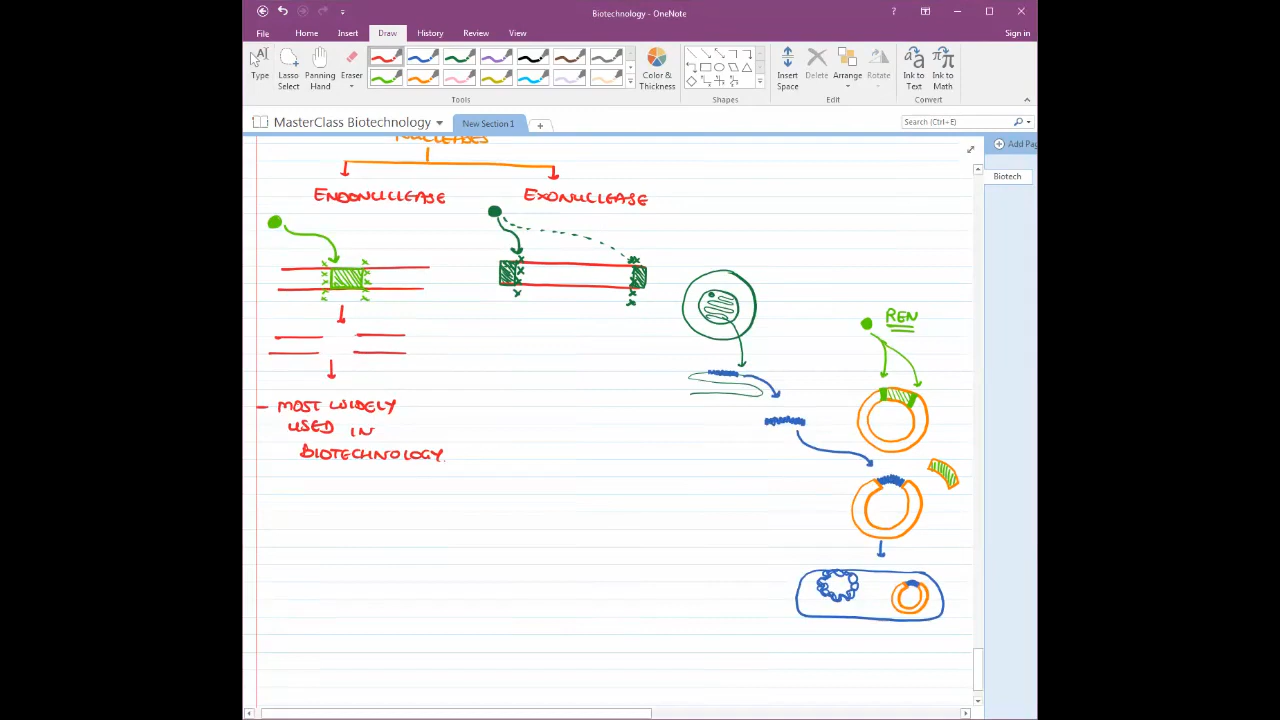 Biotechnology - OneNote
File Home Insert Draw History Review View Sign in
Type Lasso Select Panning Hand Eraser Color & Thickness Insert Space Delete Arrange Rotate Ink to Text Ink to Math
Tools Shapes Edit Convert
MasterClass Biotechnology New Section 1 Search (Ctrl+E)
Add Pag
Biotech
NUCLEASES
ENDONUCLEASE EXONUCLEASE
REN
- MOST WIDELY
USED IN
BIOTECHNOLOGY.